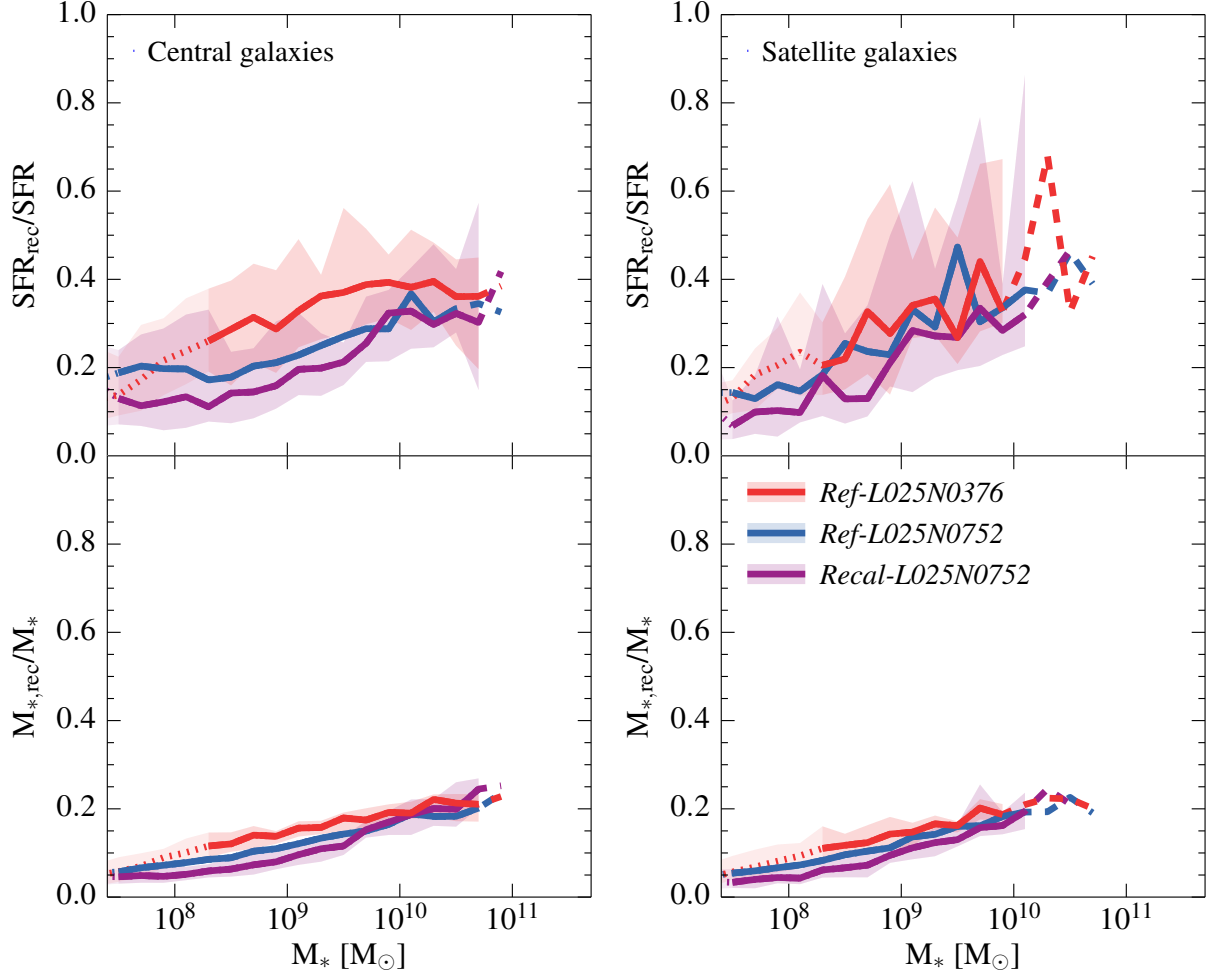 1.0
0.8
0.6
0.4
0.2
0.0
SFR_rec/SFR
Central galaxies
1.0
0.8
0.6
0.4
0.2
0.0
SFR_rec/SFR
Satellite galaxies
0.8
0.6
0.4
0.2
0.0
M_*,rec/M_*
10^8
10^9
10^10
10^11
M_* [M_⊙]
0.8
0.6
0.4
0.2
0.0
M_*,rec/M_*
Ref-L025N0376
Ref-L025N0752
Recal-L025N0752
10^8
10^9
10^10
10^11
M_* [M_⊙]